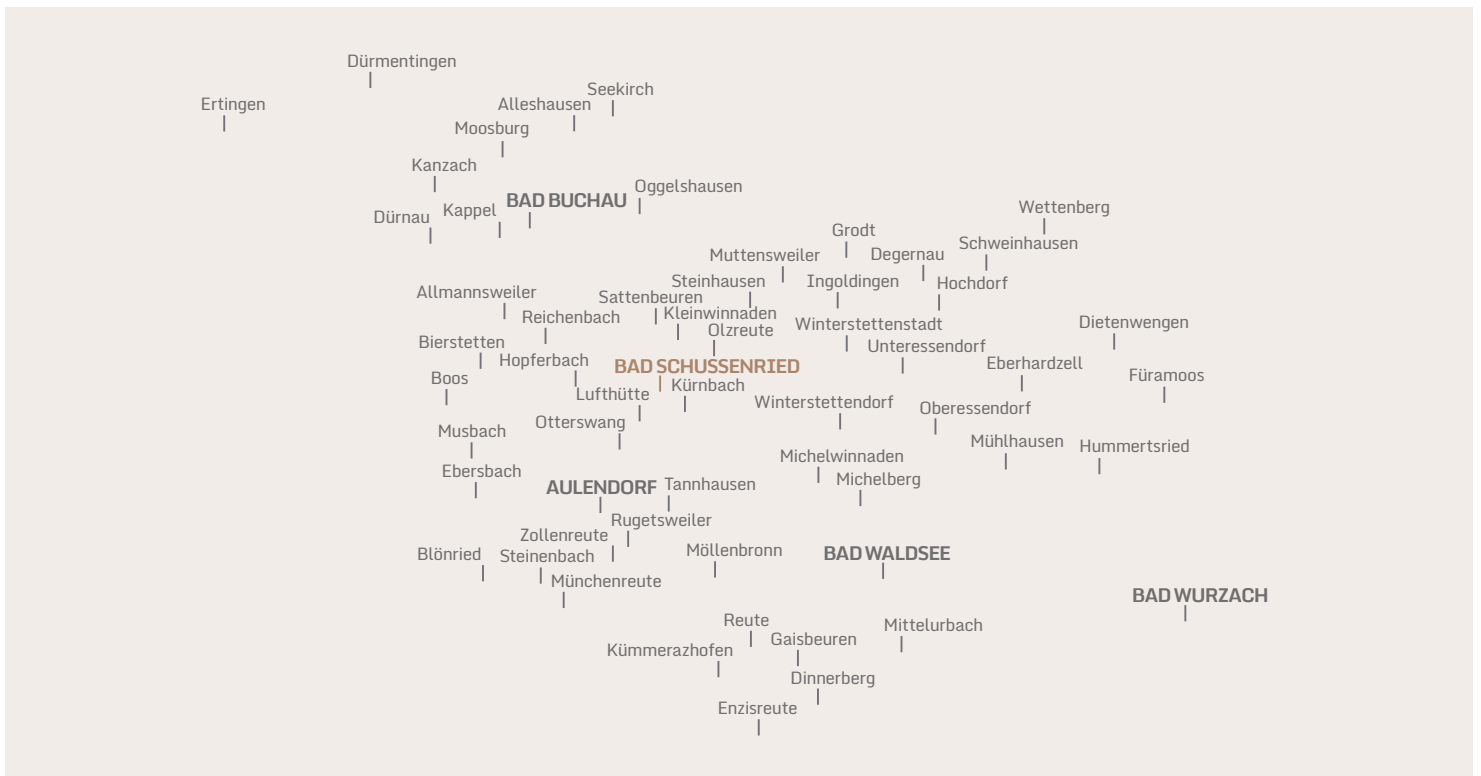 Dürmentingen
Seekirch
Ertingen
Alleshausen
Moosburg
Kanzach
Oggelshausen
BAD BUCHAU
Kappel
Dürnau
Wettenberg
Grodt
Schweinhausen
Degernau
Muttensweiler
Steinhausen
Ingoldingen
Hochdorf
Allmannsweiler
Sattenbeuren
Kleinwinnaden
Reichenbach
Winterstettenstadt
Dietenwengen
Olzreute
Bierstetten
Unteressendorf
Hopferbach
Eberhardzell
BAD SCHUSSENRIED
Füramoos
Boos
Kürnbach
Lufthütte
Winterstettendorf
Oberessendorf
Otterswang
Musbach
Mühlhausen
Hummertsried
Michelwinnaden
Ebersbach
Michelberg
Tannhausen
AULENDORF
Rugetsweiler
Zollenreute
Möllenbronn
Blönried
BAD WALDSEE
Steinenbach
Münchenreute
BAD WURZACH
Reute
Mittelurbach
Gaisbeuren
Kümmerazhofen
Dinnerberg
Enzisreute